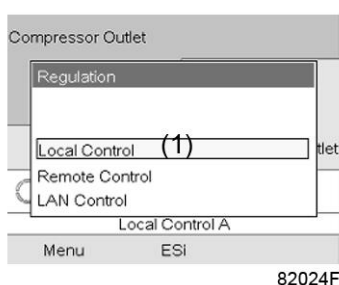 Compressor Outlet
Regulation
Local Control (1)
tlet
Remote Control
LAN Control
Local Control A
Menu ESi
82024F